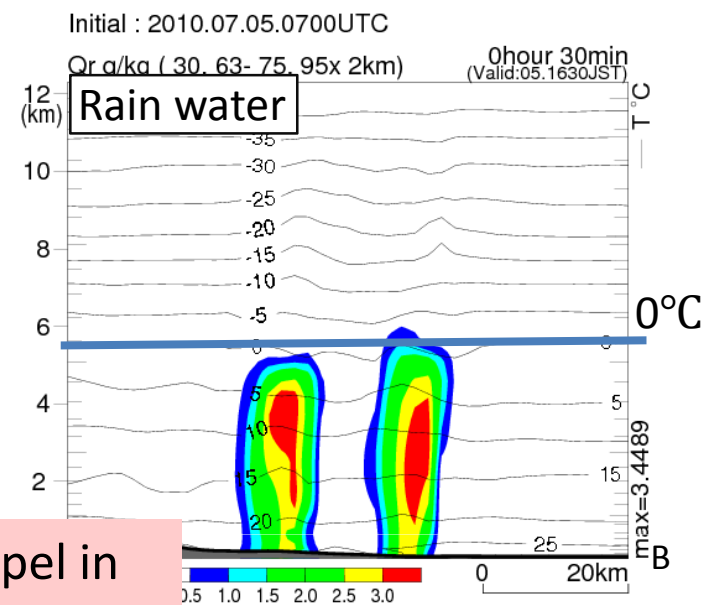 Initial : 2010.07.05.0700UTC
Qr g/kg ( 30, 63- 75, 95x 2km)
0hour 30min
(Valid:05.1630JST)
Rain water
12
(km)
10
8
6
4
2
-35
-30
-25
-20
-15
-10
-5
0
5
10
15
20
0
5
15
25
T °C
0℃
max=3.4489
B
pel in
0.5 1.0 1.5 2.0 2.5 3.0
0 20km